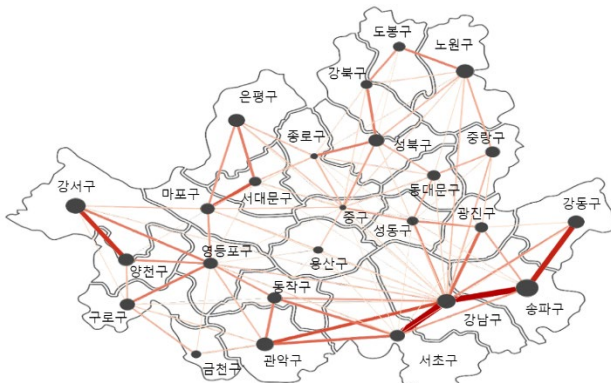 도봉구
노원구
강북구
은평구
종로구
성북구
중랑구
강서구
마포구
서대문구
동대문구
강동구
중구
성동구
광진구
영등포구
양천구
용산구
동작구
송파구
구로구
강남구
금천구
관악구
서초구